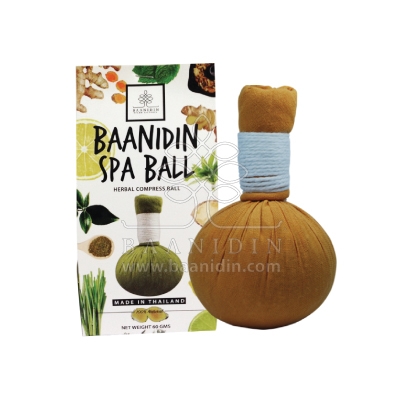 BAANIDIN
BAANIDIN
SPA BALL
HERBAL COMPRESS BALL
MADE IN THAILAND
NET WEIGHT 60 GMS
BAANIDIN
www.baanidin.com